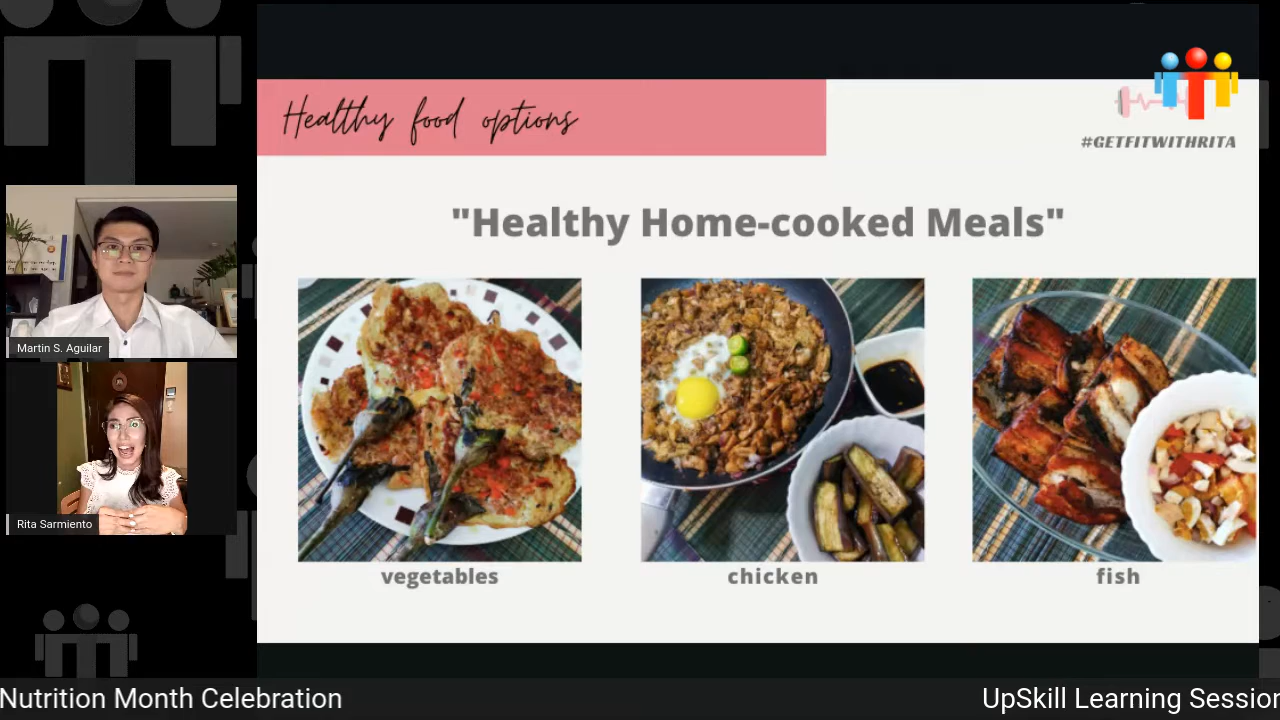 Healthy food options
#GETFITWITHRITA
"Healthy Home-cooked Meals"
vegetables
chicken
fish
Martin S. Aguilar
Rita Sarmiento
Nutrition Month Celebration
UpSkill Learning Session